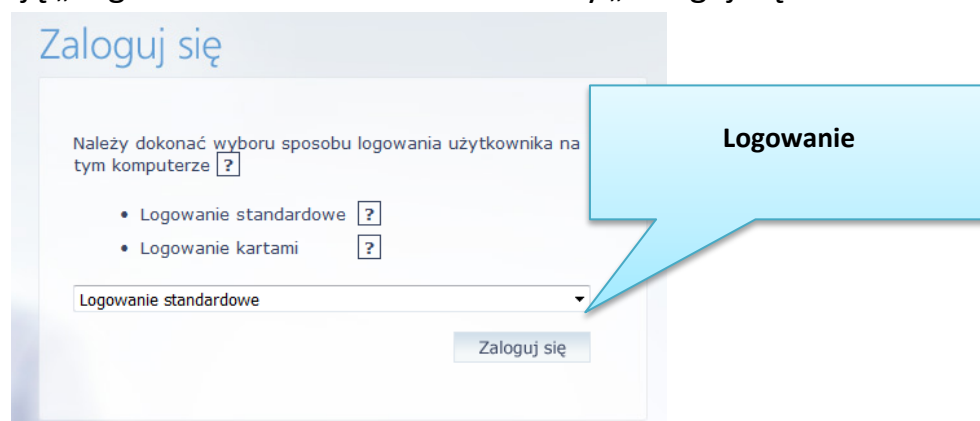 Zaloguj się
Należy dokonać wyboru sposobu logowania użytkownika na
tym komputerze ?
• Logowanie standardowe ?
• Logowanie kartami ?
Logowanie standardowe
Zaloguj się
Logowanie